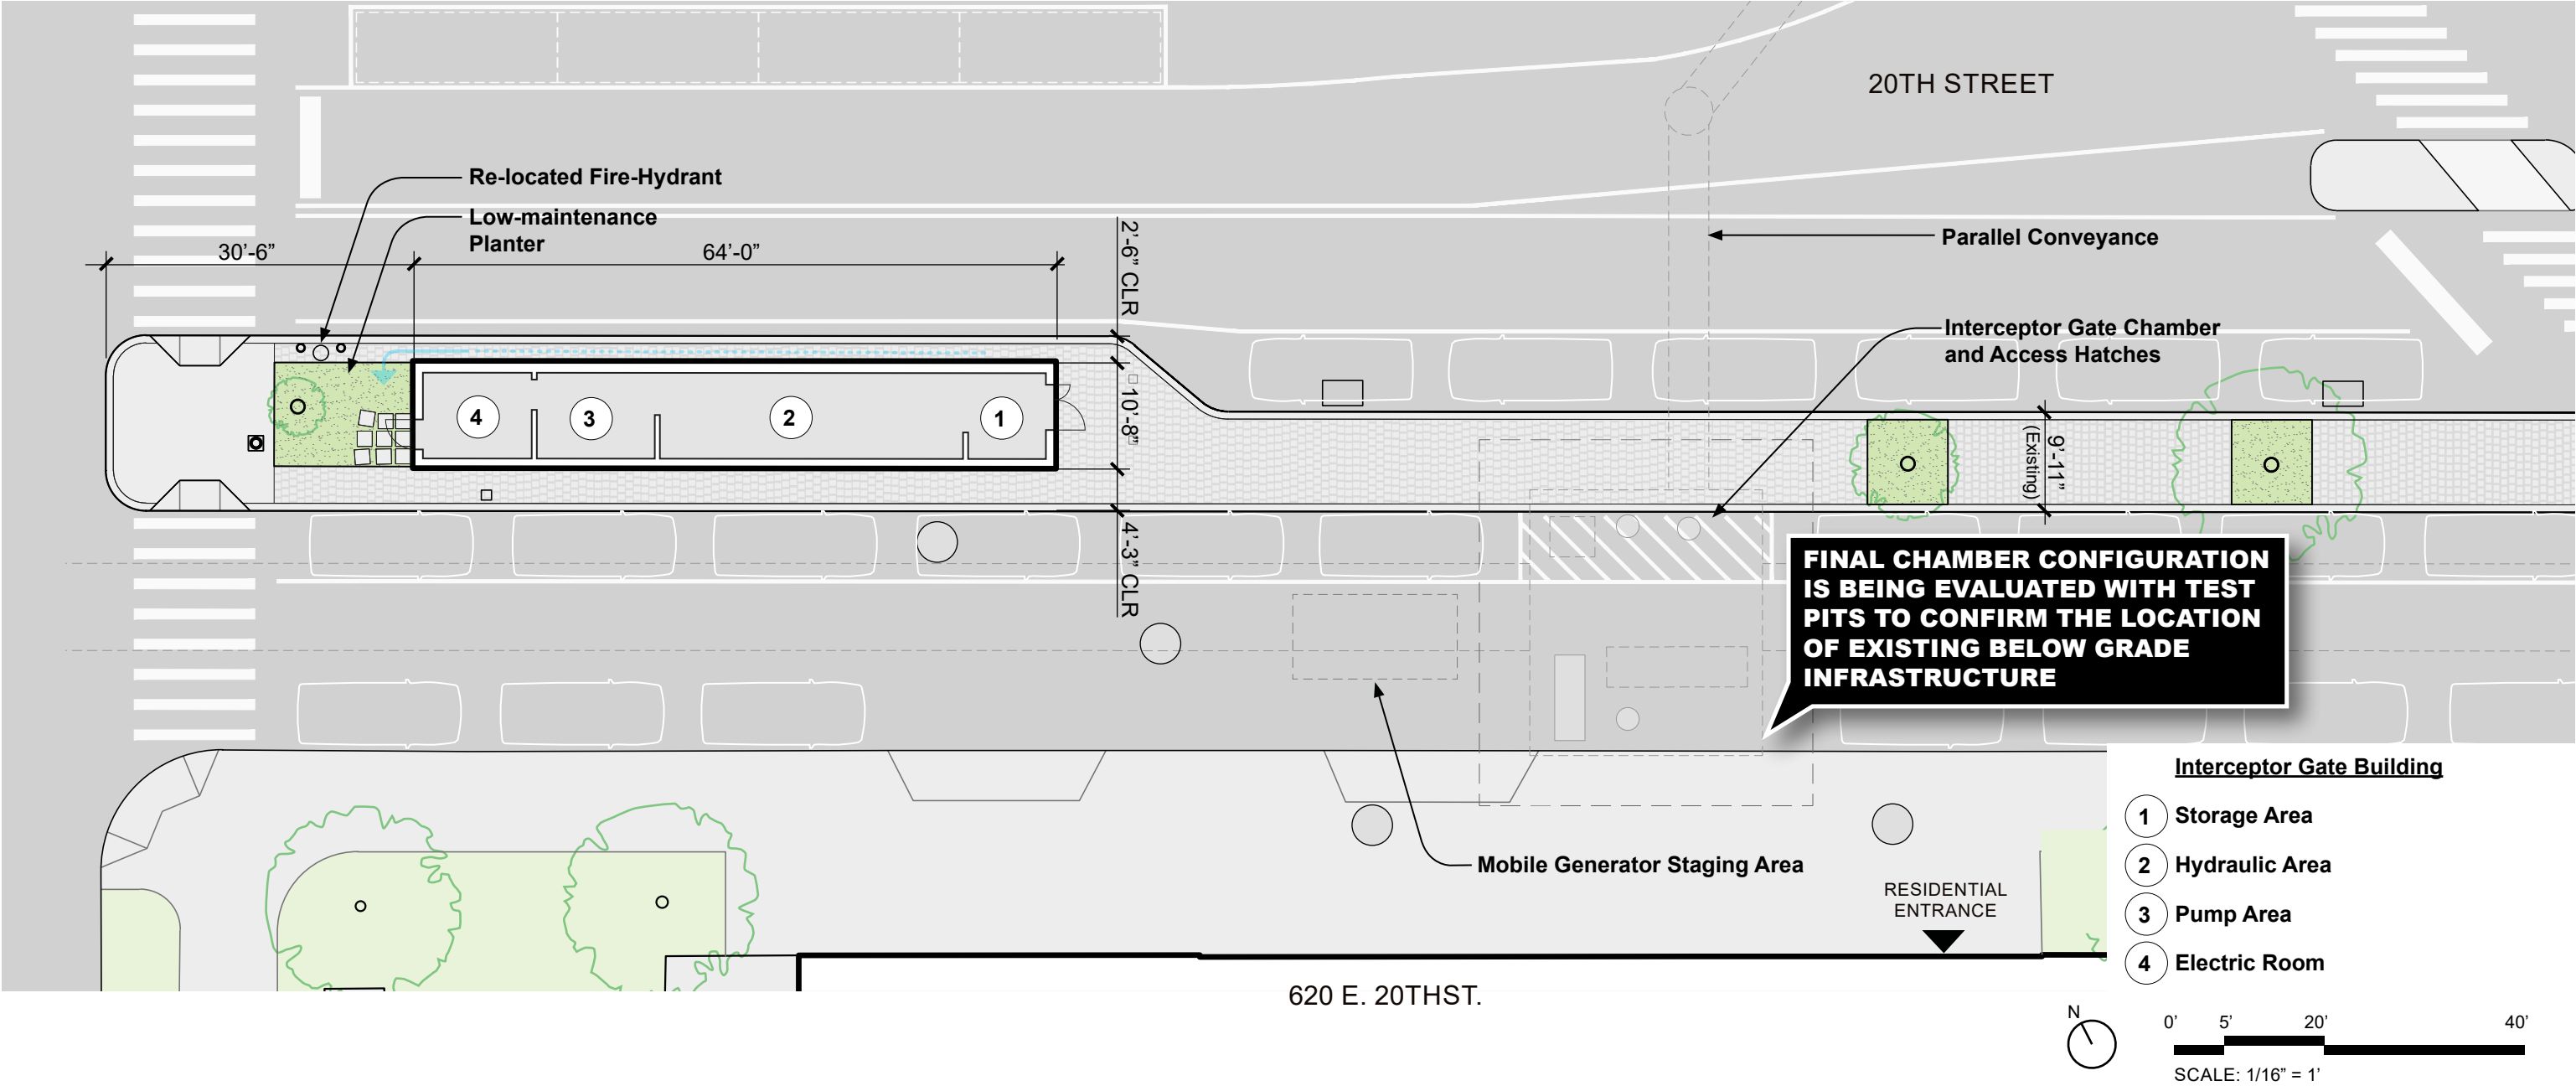 20TH STREET
Re-located Fire-Hydrant
Low-maintenance
Planter
30’-6”
64’-0”
2’-6” CLR
10’-8”
4’-3” CLR
Parallel Conveyance
Interceptor Gate Chamber
and Access Hatches
4
3
2
1
9’-11”
(Existing)
FINAL CHAMBER CONFIGURATION
IS BEING EVALUATED WITH TEST
PITS TO CONFIRM THE LOCATION
OF EXISTING BELOW GRADE
INFRASTRUCTURE
Mobile Generator Staging Area
RESIDENTIAL
ENTRANCE
620 E. 20THST.
Interceptor Gate Building
1 Storage Area
2 Hydraulic Area
3 Pump Area
4 Electric Room
N
0’ 5’ 20’ 40’
SCALE: 1/16” = 1’